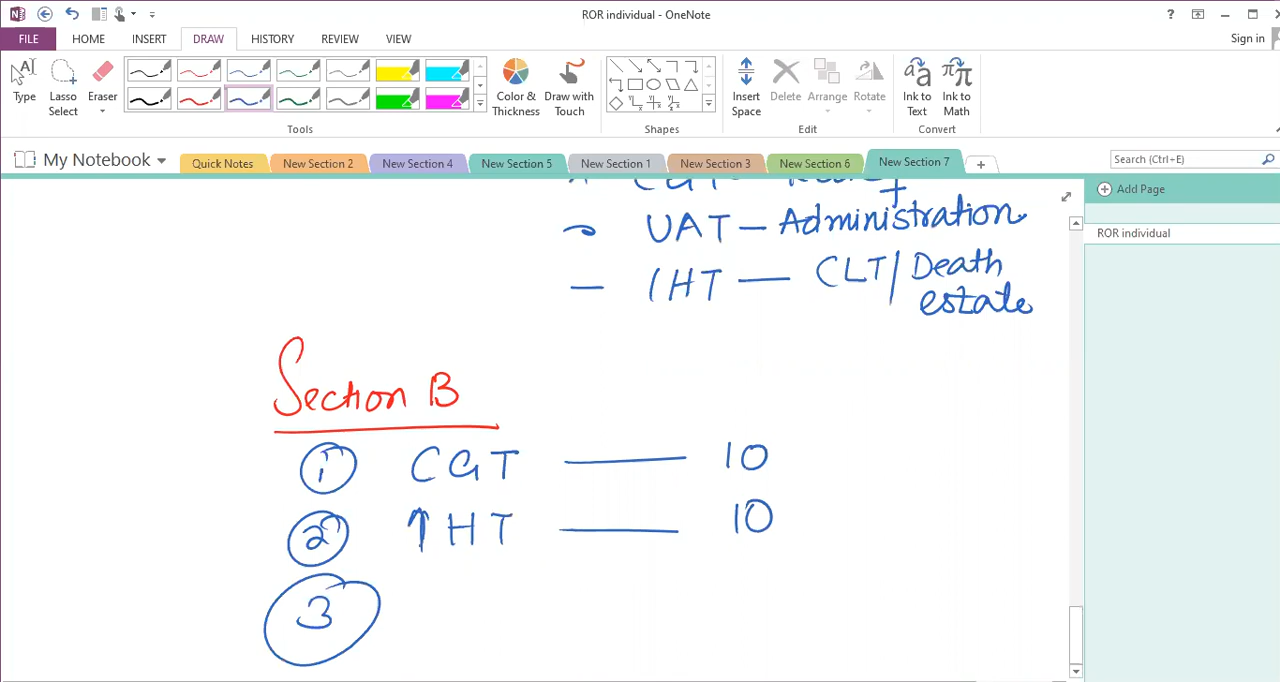 ROR individual - OneNote
?
FILE HOME INSERT DRAW HISTORY REVIEW VIEW Sign in
Type Lasso Select Eraser Color & Thickness Draw with Touch Insert Space Delete Arrange Rotate Ink to Text Ink to Math
Tools Shapes Edit Convert
My Notebook Quick Notes New Section 2 New Section 4 New Section 5 New Section 1 New Section 3 New Section 6 New Section 7 Search (Ctrl+E)
Add Page
ROR individual
CGT
UAT — Administration
— IHT — CLT/Death
estate
Section B
1 CGT — 10
2 IHT — 10
3